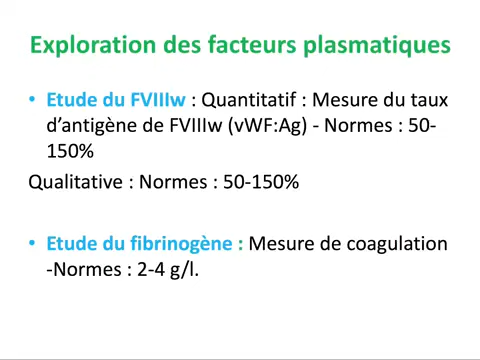 Exploration des facteurs plasmatiques
• Etude du FVIIIw : Quantitatif : Mesure du taux
d’antigène de FVIIIw (vWF:Ag) - Normes : 50-
150%
Qualitative : Normes : 50-150%
• Etude du fibrinogène : Mesure de coagulation
-Normes : 2-4 g/l.